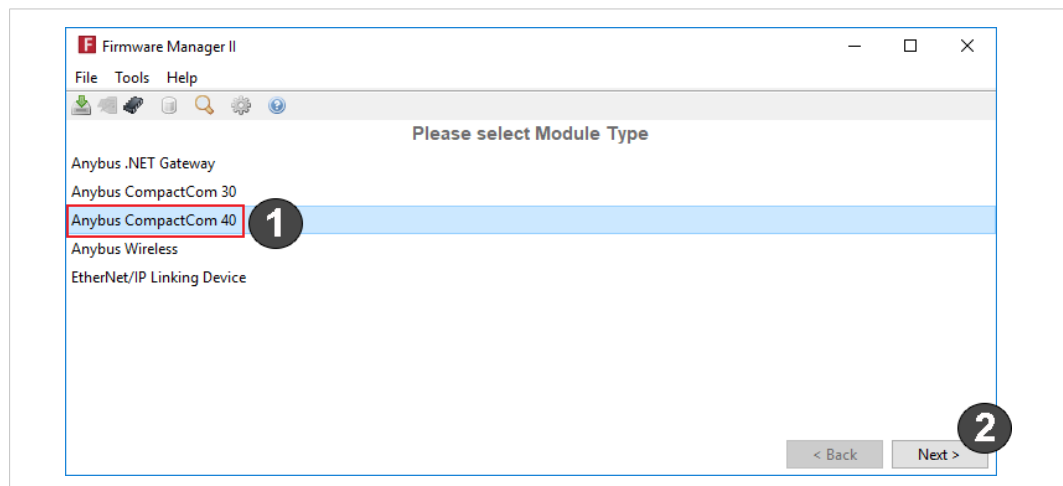 F Firmware Manager II
File Tools Help
Please select Module Type
Anybus .NET Gateway
Anybus CompactCom 30
Anybus CompactCom 40 1
Anybus Wireless
EtherNet/IP Linking Device
2
< Back Next >